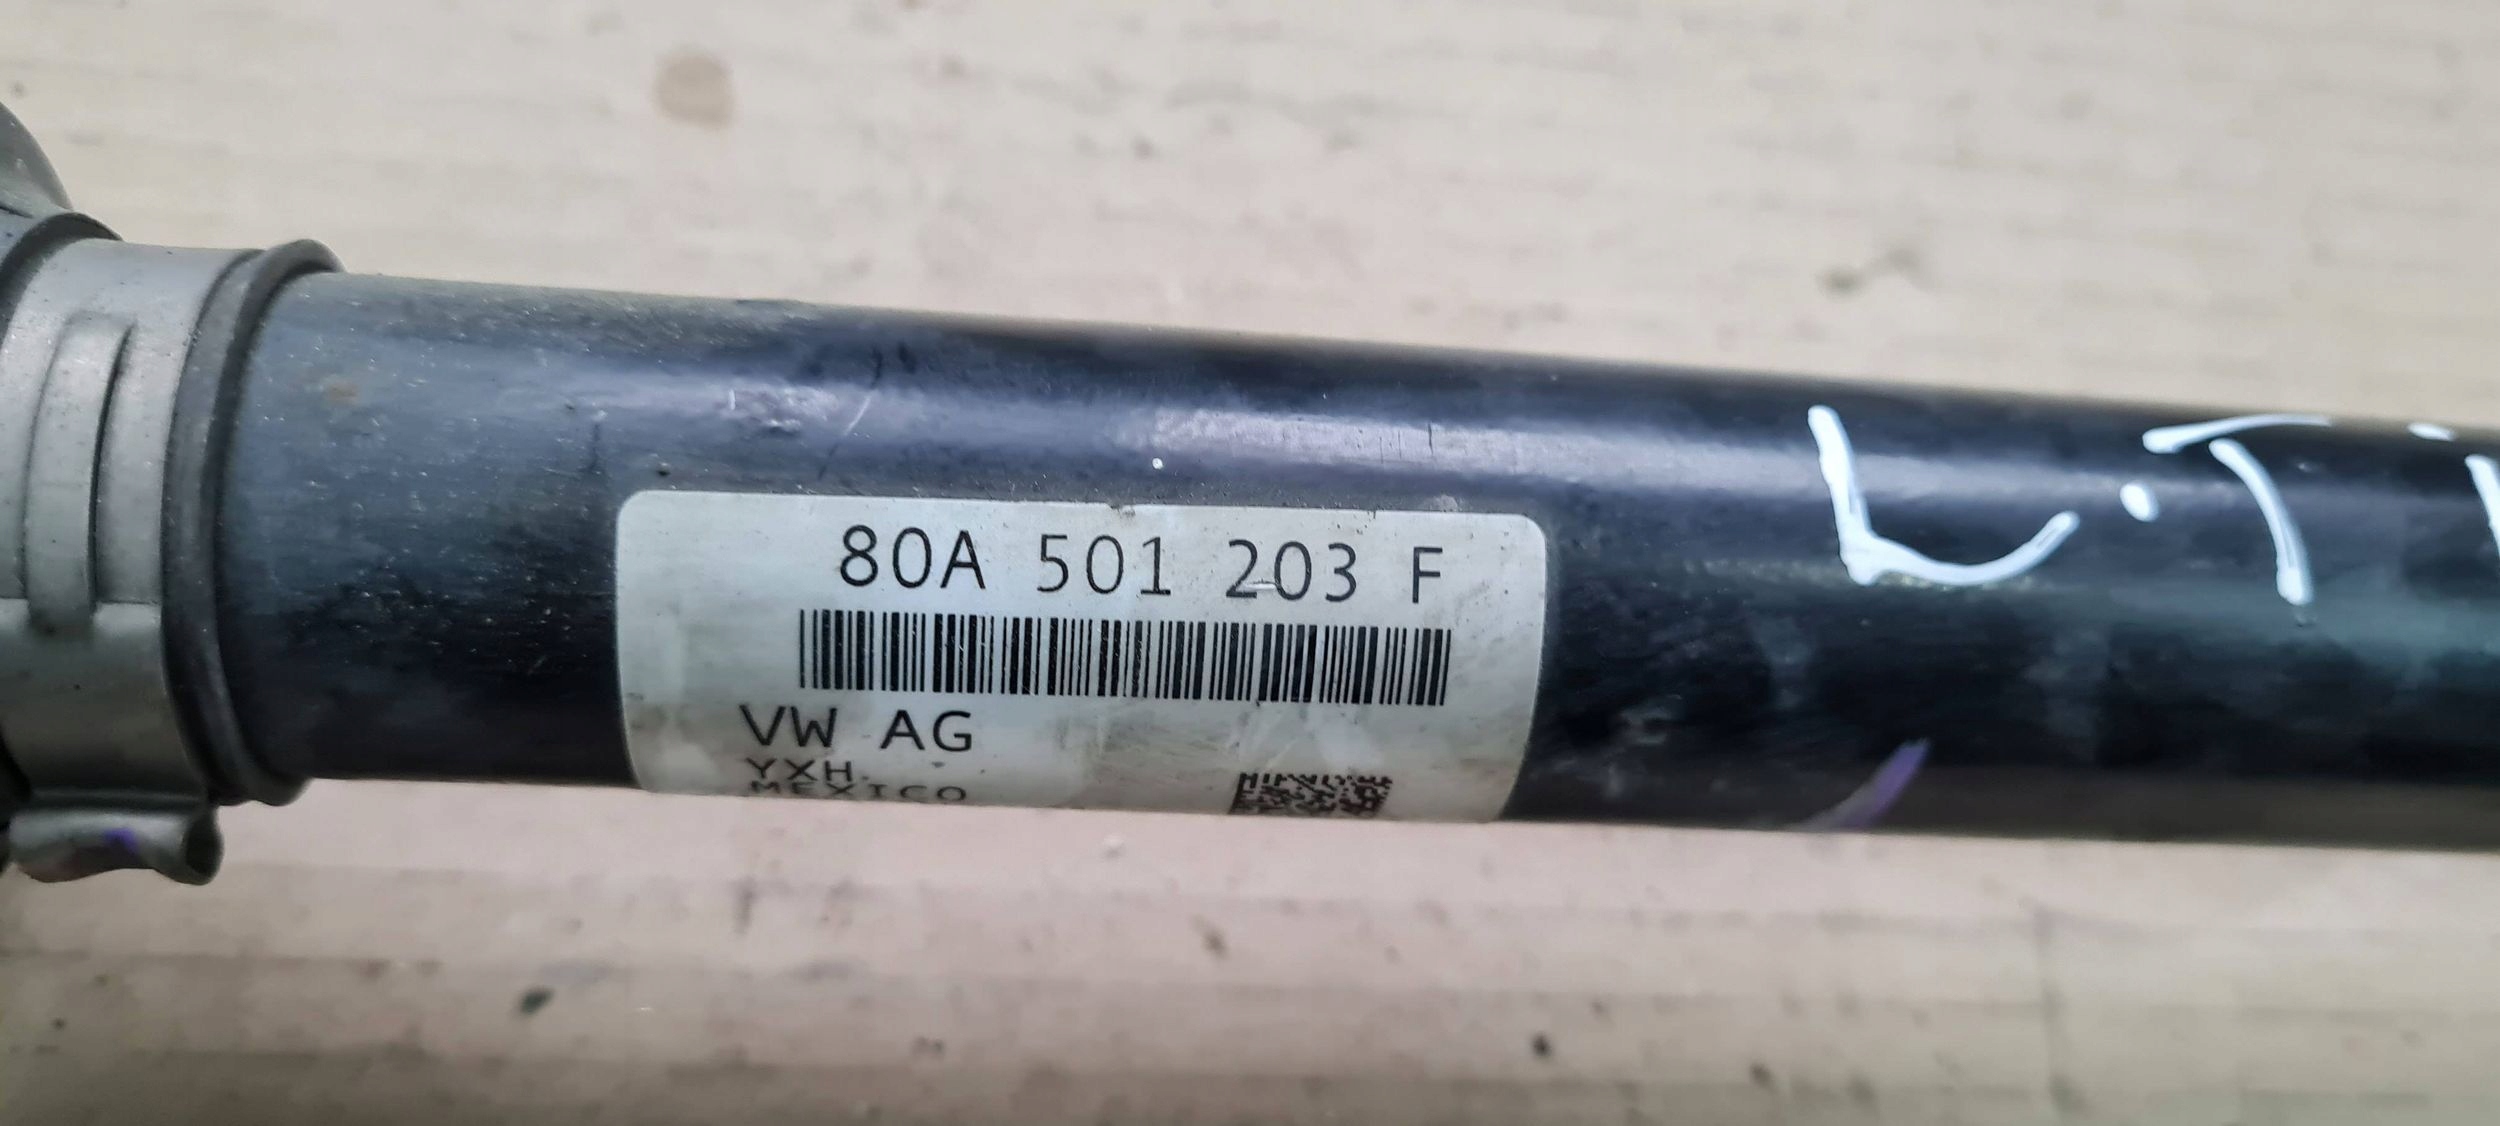 80A 501 203 F
VW AG
YXH.
MEXICO
L.T